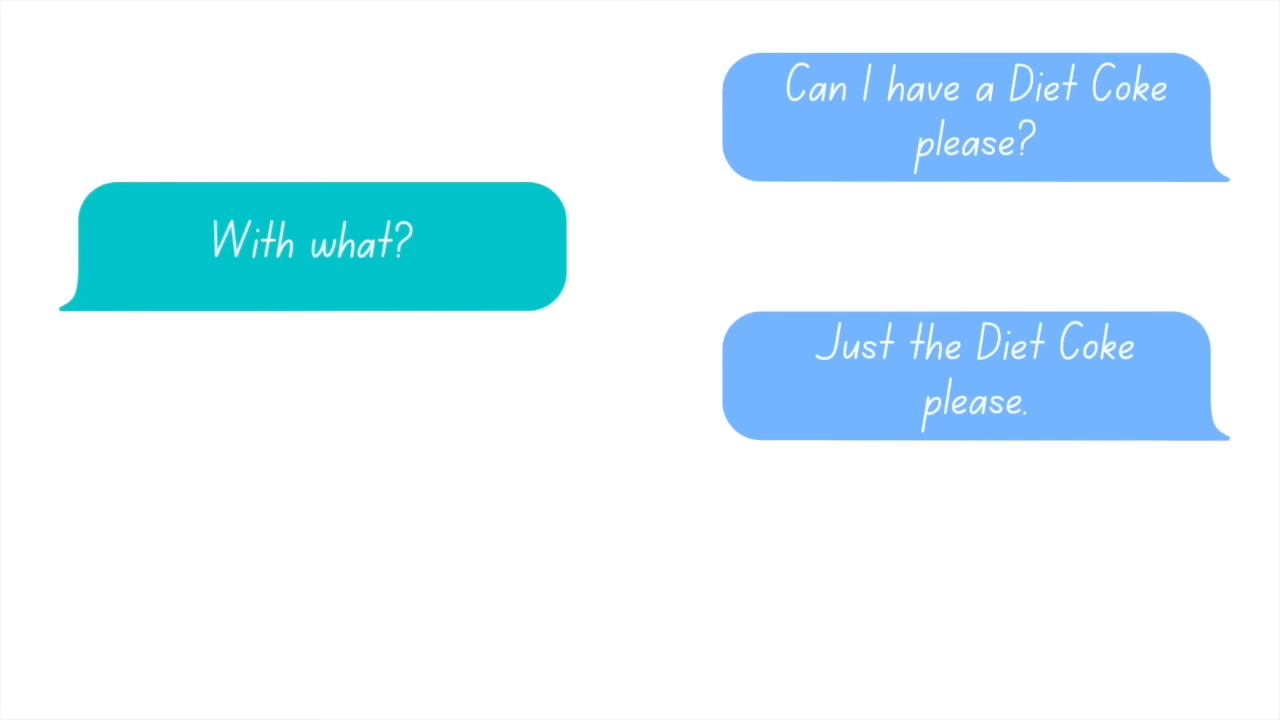 Can I have a Diet Coke
please?
With what?
Just the Diet Coke
please.